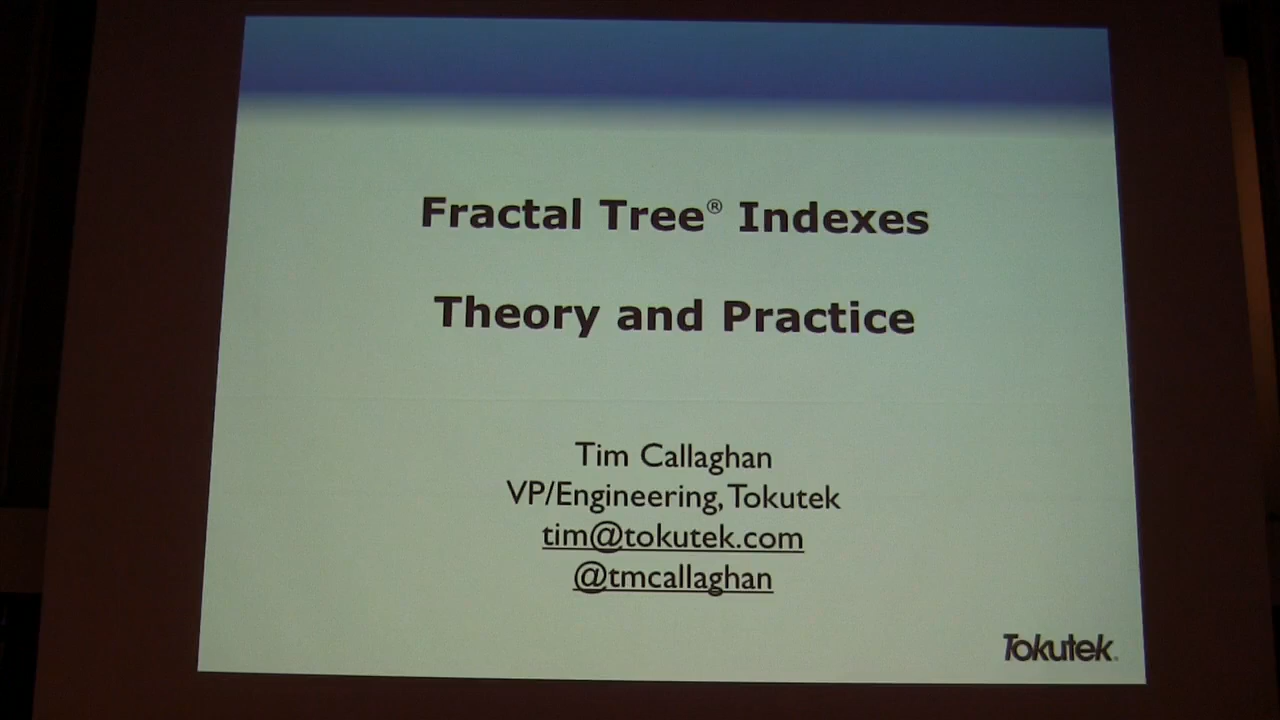 Fractal Tree® Indexes
Theory and Practice
Tim Callaghan
VP/Engineering, Tokutek
tim@tokutek.com
@tmcallaghan
Tokutek